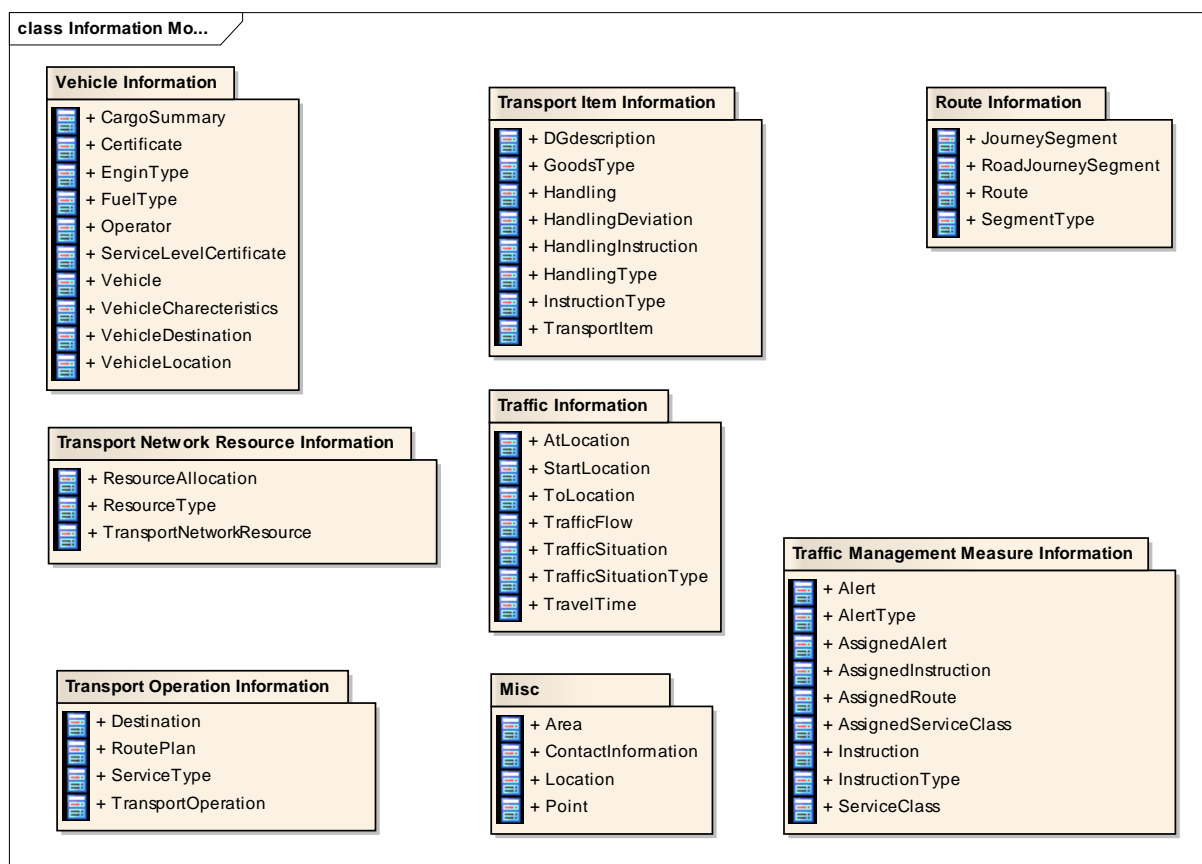 class Information Mo...
Vehicle Information
+ CargoSummary
+ Certificate
+ EnginType
+ FuelType
+ Operator
+ ServiceLevelCertificate
+ Vehicle
+ VehicleCharecteristics
+ VehicleDestination
+ VehicleLocation
Transport Item Information
+ DGdescription
+ GoodsType
+ Handling
+ HandlingDeviation
+ HandlingInstruction
+ HandlingType
+ InstructionType
+ TransportItem
Route Information
+ JourneySegment
+ RoadJourneySegment
+ Route
+ SegmentType
Transport Network Resource Information
+ ResourceAllocation
+ ResourceType
+ TransportNetworkResource
Traffic Information
+ AtLocation
+ StartLocation
+ ToLocation
+ TrafficFlow
+ TrafficSituation
+ TrafficSituationType
+ TravelTime
Traffic Management Measure Information
+ Alert
+ AlertType
+ AssignedAlert
+ AssignedInstruction
+ AssignedRoute
+ AssignedServiceClass
+ Instruction
+ InstructionType
+ ServiceClass
Transport Operation Information
+ Destination
+ RoutePlan
+ ServiceType
+ TransportOperation
Misc
+ Area
+ ContactInformation
+ Location
+ Point